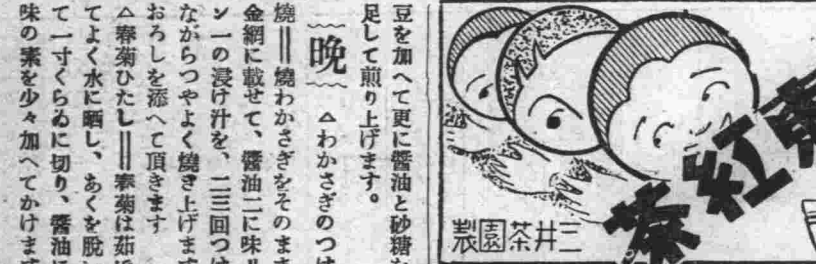 豆を加へて更に醤油と砂糖を
足して煎り上げます。
晩
△わかさぎのつけ
燒‖燒わかさぎをそのまま
金網に載せて、醤油二に味り
ン一の浸け汁を、二三回つけ
ながらつやよく燒き上げます
おろしを添へて頂きます
△春菊ひたし‖春菊は茹で
てよく水に晒し、あくを脱い
て一寸くらゐに切り、醤油に
味の素を少々加へてかけます
東紅茶
三井茶園製